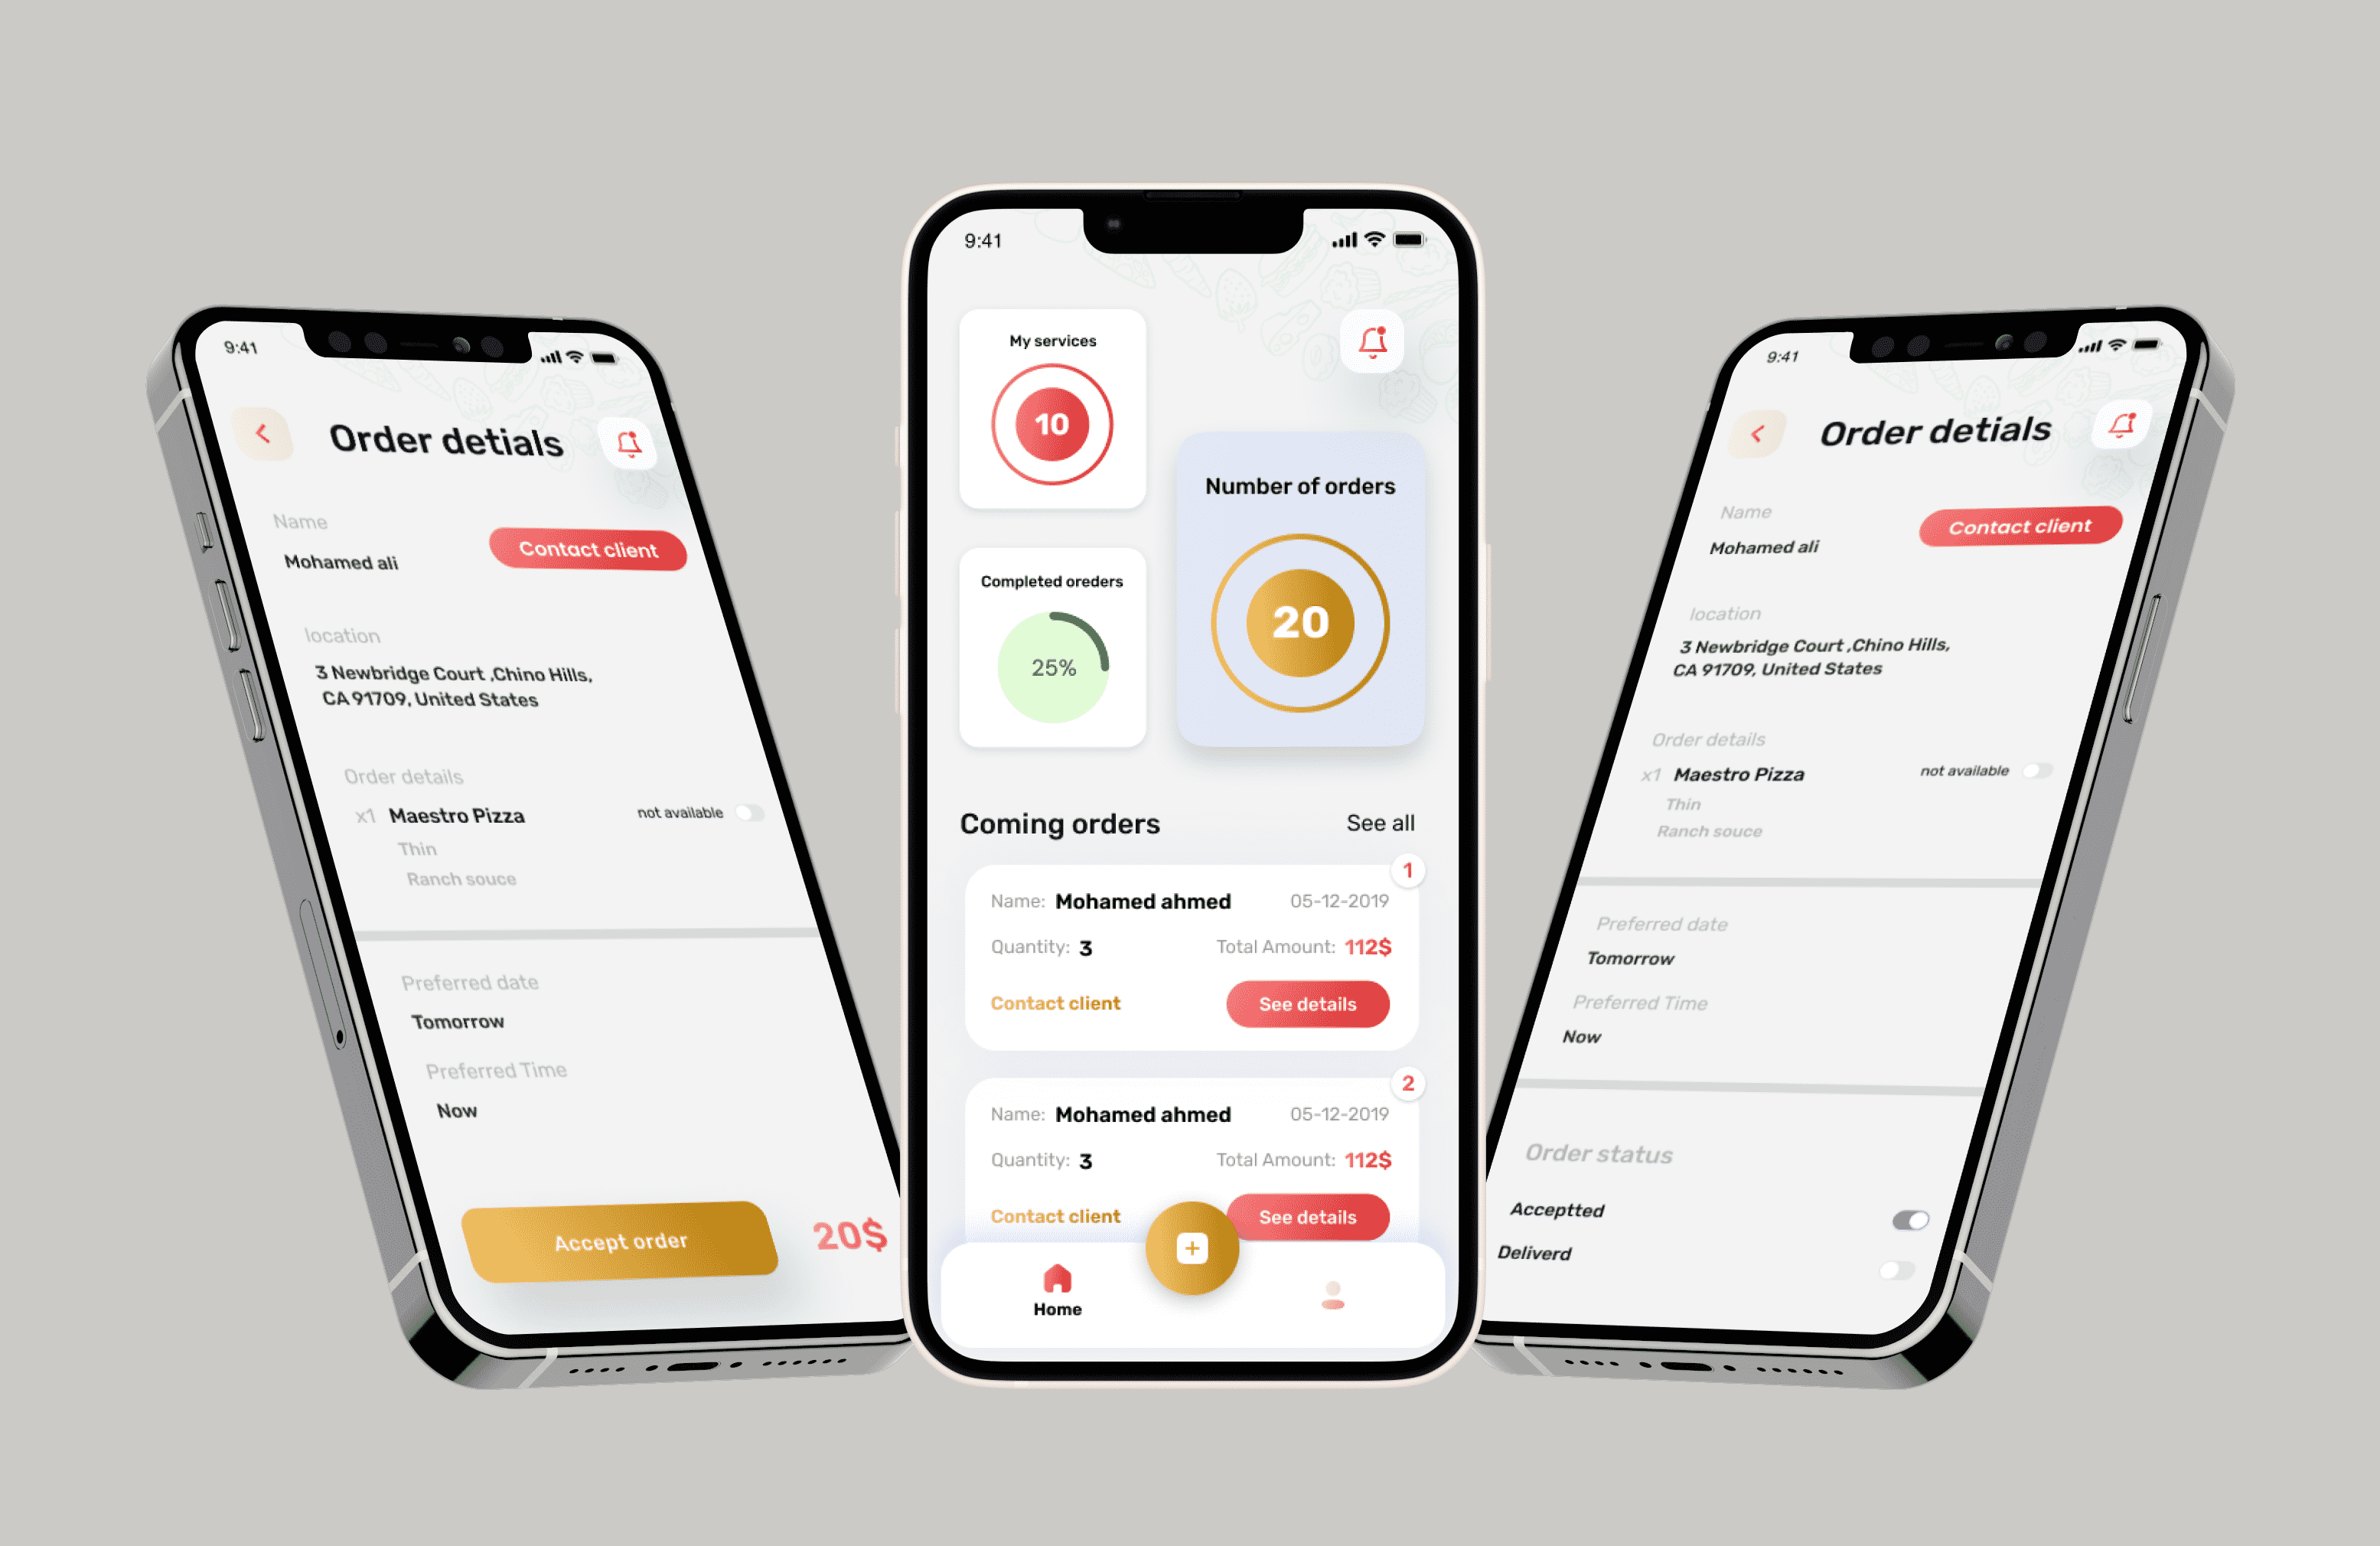 9:41
Order detials
Name
Mohamed ali
Contact client
location
3 Newbridge Court ,Chino Hills,
CA 91709, United States
Order details
x1 Maestro Pizza
not available
Thin
Ranch souce
Preferred date
Tomorrow
Preferred Time
Now
Accept order
20$
9:41
My services
10
Number of orders
20
Completed oreders
25%
Coming orders
See all
1
Name: Mohamed ahmed
05-12-2019
Quantity: 3
Total Amount: 112$
Contact client
See details
2
Name: Mohamed ahmed
05-12-2019
Quantity: 3
Total Amount: 112$
Contact client
See details
Home
9:41
Order detials
Name
Mohamed ali
Contact client
location
3 Newbridge Court ,Chino Hills,
CA 91709, United States
Order details
x1 Maestro Pizza
not available
Thin
Ranch souce
Preferred date
Tomorrow
Preferred Time
Now
Order status
Acceptted
Deliverd